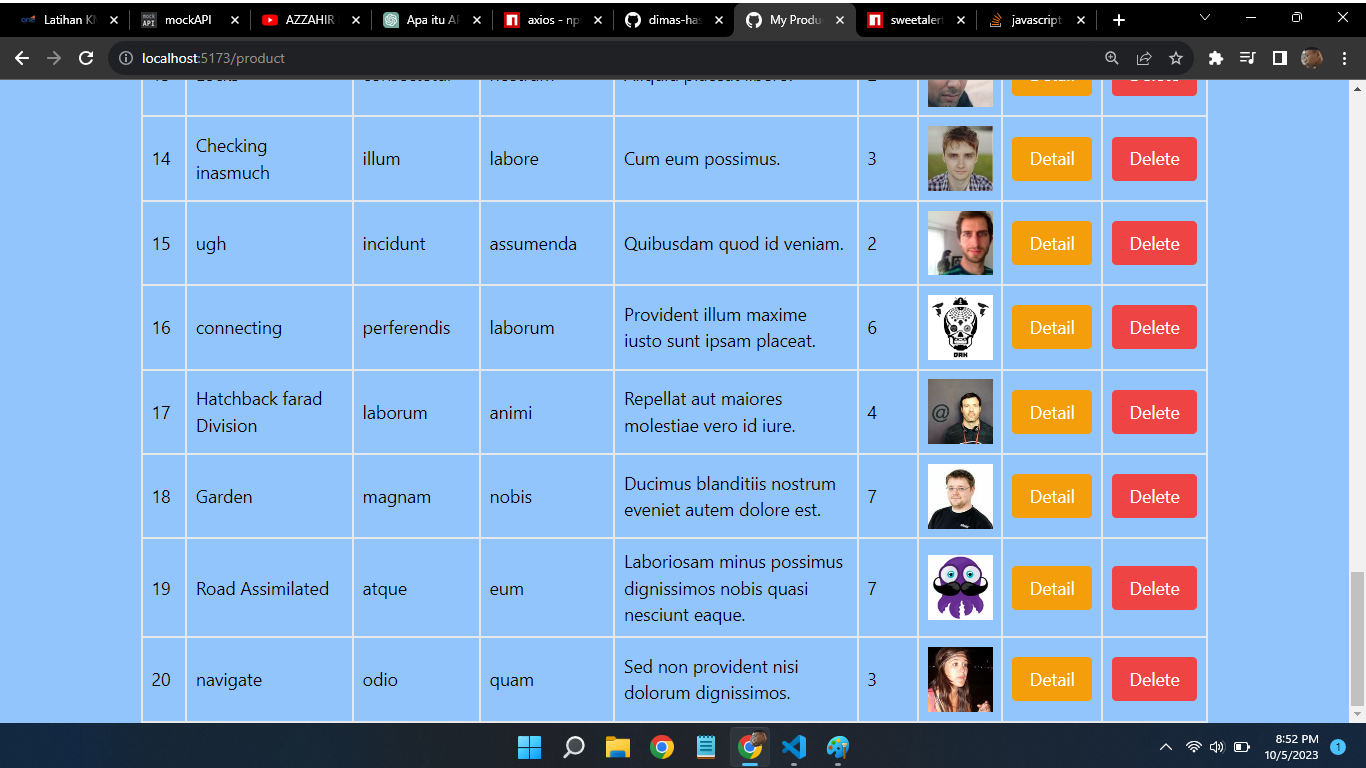 Latihan KM
mockAPI
AZZAHIR
Apa itu AP
axios - np
dimas-has
My Produ
sweetalert
javascript
localhost:5173/product
14 Checking inasmuch illum labore Cum eum possimus. 3 Detail Delete
15 ugh incidunt assumenda Quibusdam quod id veniam. 2 Detail Delete
16 connecting perferendis laborum Provident illum maxime
iusto sunt ipsam placeat. 6 DRH Detail Delete
17 Hatchback farad
Division laborum animi Repellat aut maiores
molestiae vero id iure. 4 @ Detail Delete
18 Garden magnam nobis Ducimus blanditiis nostrum
eveniet autem dolore est. 7 Detail Delete
19 Road Assimilated atque eum Laboriosam minus possimus
dignissimos nobis quasi
nesciunt eaque. 7 Detail Delete
20 navigate odio quam Sed non provident nisi
dolorum dignissimos. 3 Detail Delete
8:52 PM
10/5/2023
1